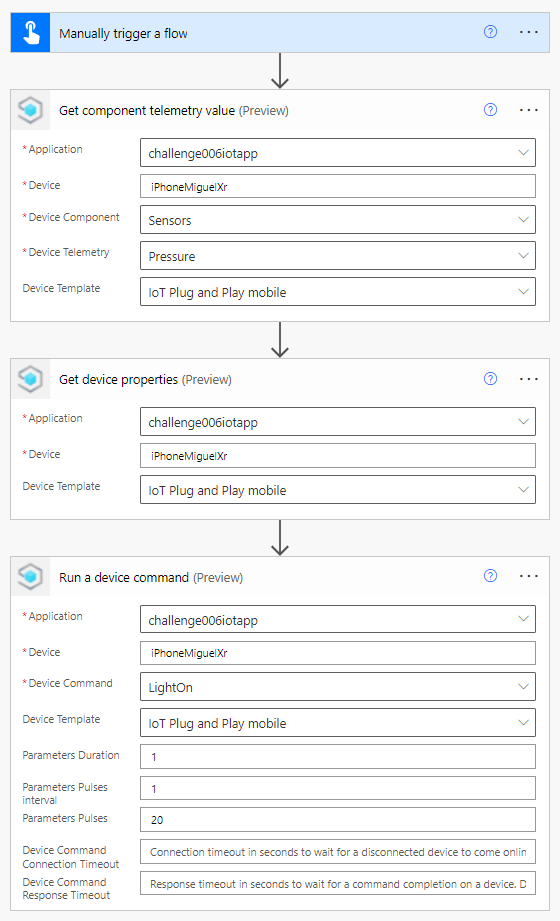 Manually trigger a flow
Get component telemetry value (Preview)
* Application
challenge006iotapp
* Device
iPhoneMiguelXr
* Device Component
Sensors
* Device Telemetry
Pressure
Device Template
IoT Plug and Play mobile
Get device properties (Preview)
* Application
challenge006iotapp
* Device
iPhoneMiguelXr
Device Template
IoT Plug and Play mobile
Run a device command (Preview)
* Application
challenge006iotapp
* Device
iPhoneMiguelXr
* Device Command
LightOn
Device Template
IoT Plug and Play mobile
Parameters Duration
1
Parameters Pulses
interval
1
Parameters Pulses
20
Device Command
Connection Timeout
Connection timeout in seconds to wait for a disconnected device to come onlin
Device Command
Response Timeout
Response timeout in seconds to wait for a command completion on a device. D